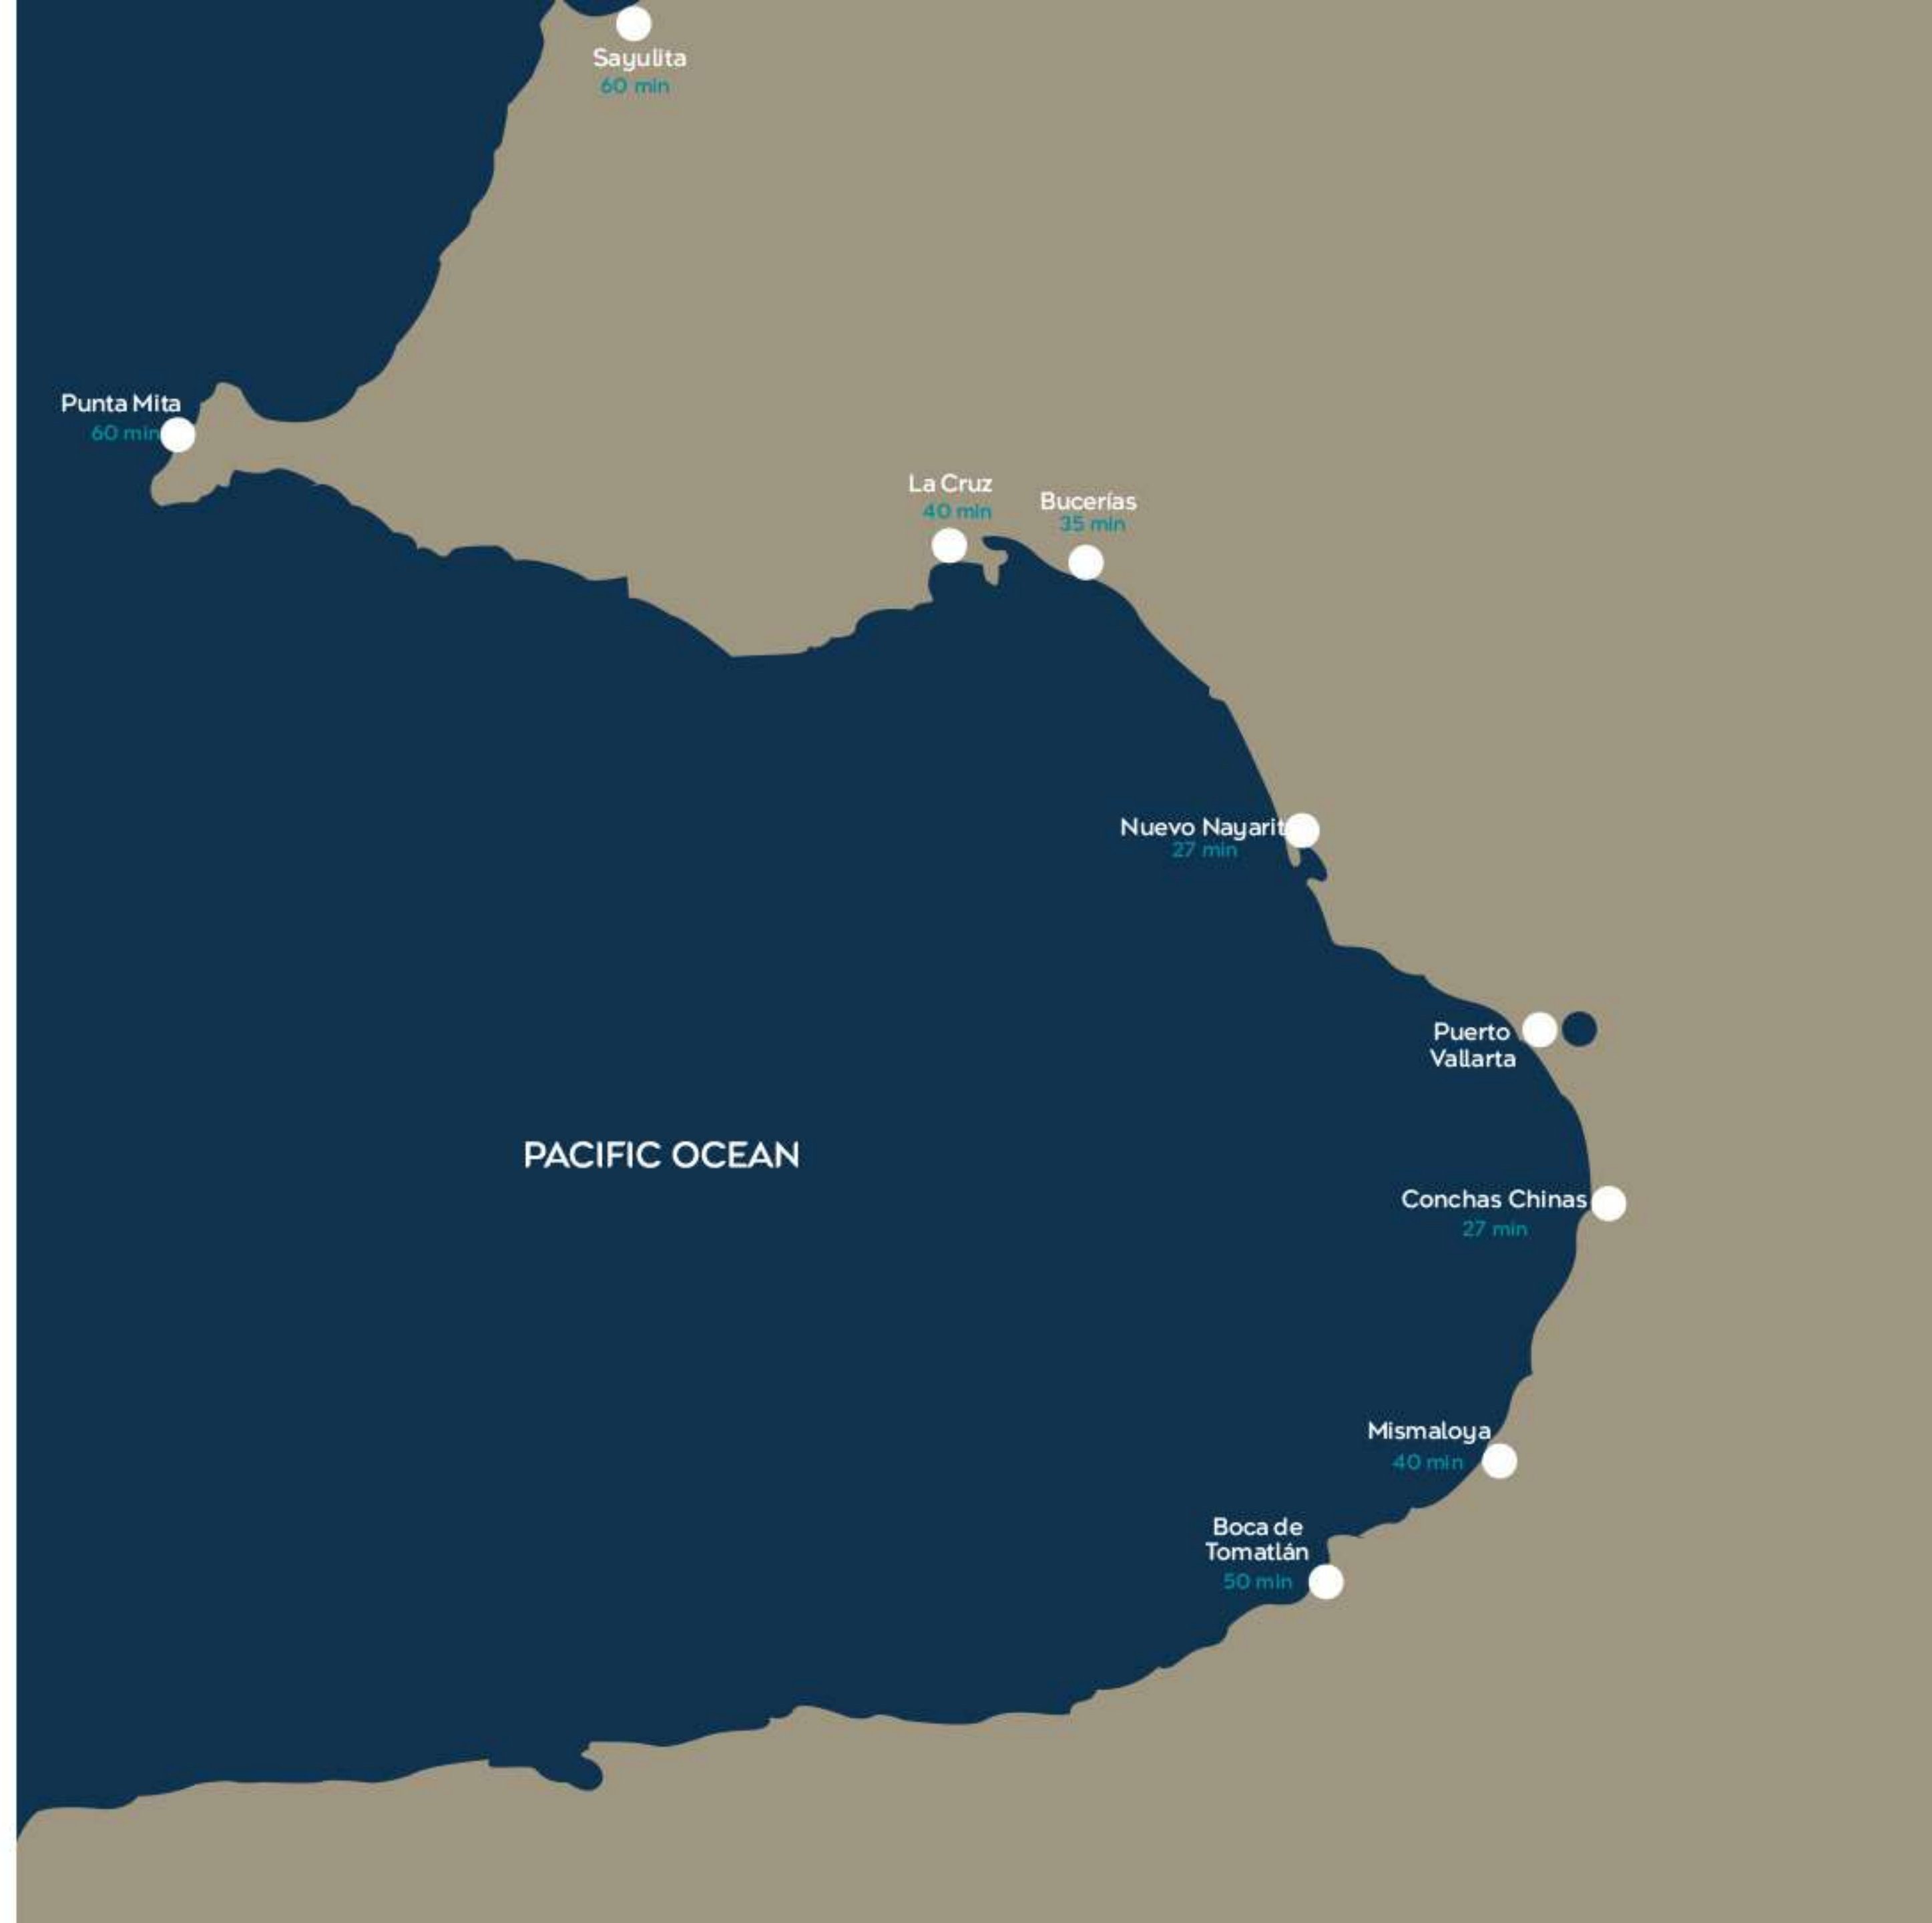 Sayulita
60 min
Punta Mita
60 min
La Cruz
40 min
Bucerías
35 min
Nuevo Nayarit
27 min
Puerto
Vallarta
PACIFIC OCEAN
Conchas Chinas
27 min
Mismaloya
40 min
Boca de
Tomatlán
50 min